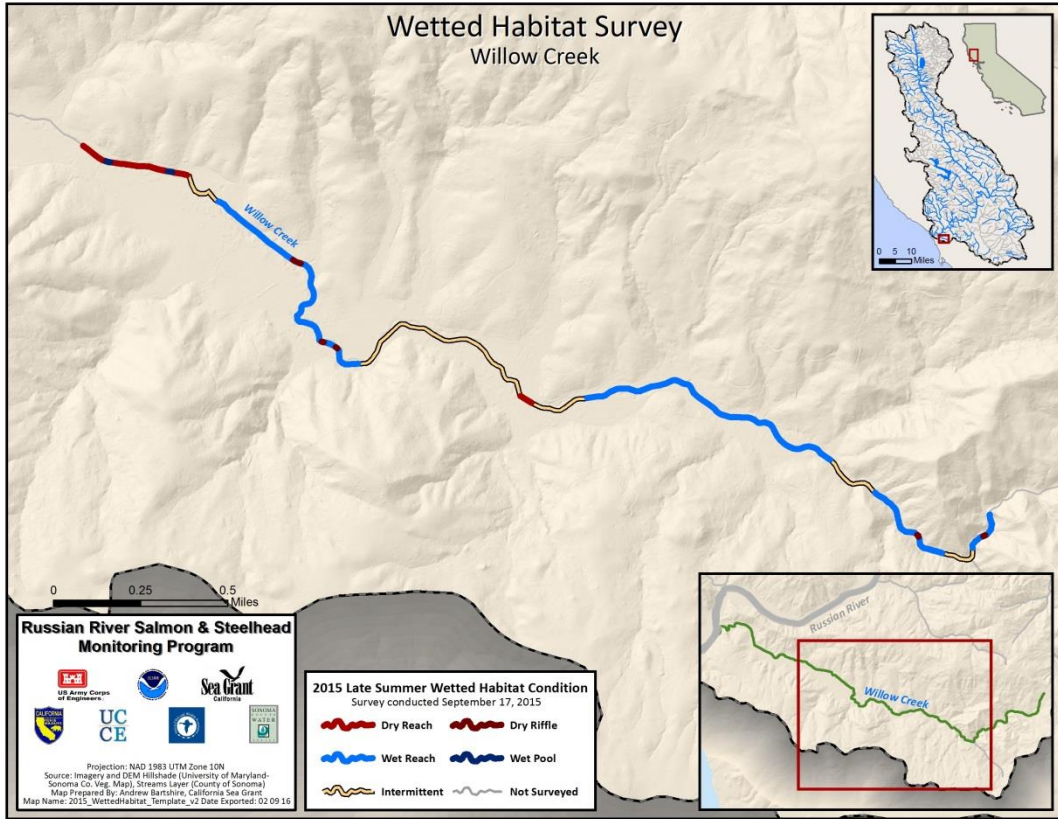 Wetted Habitat Survey
Willow Creek
Willow Creek
0 5 10
Miles
0 0.25 0.5
Miles
Russian River Salmon & Steelhead
Monitoring Program
US Army Corps
of Engineers.
Sea Grant
California
CALIFORNIA
UC
CE
SONOMA
COUNTY
WATER
Projection: NAD 1983 UTM Zone 10N
Source: Imagery and DEM Hillshade (University of Maryland-
Sonoma Co. Veg. Map), Streams Layer (County of Sonoma)
Map Prepared By: Andrew Bartshire, California Sea Grant
Map Name: 2015_WettedHabitat_Template_v2 Date Exported: 02 09 16
2015 Late Summer Wetted Habitat Condition
Survey conducted September 17, 2015
Dry Reach
Dry Riffle
Wet Reach
Wet Pool
Intermittent
Not Surveyed
Russian River
Willow Creek